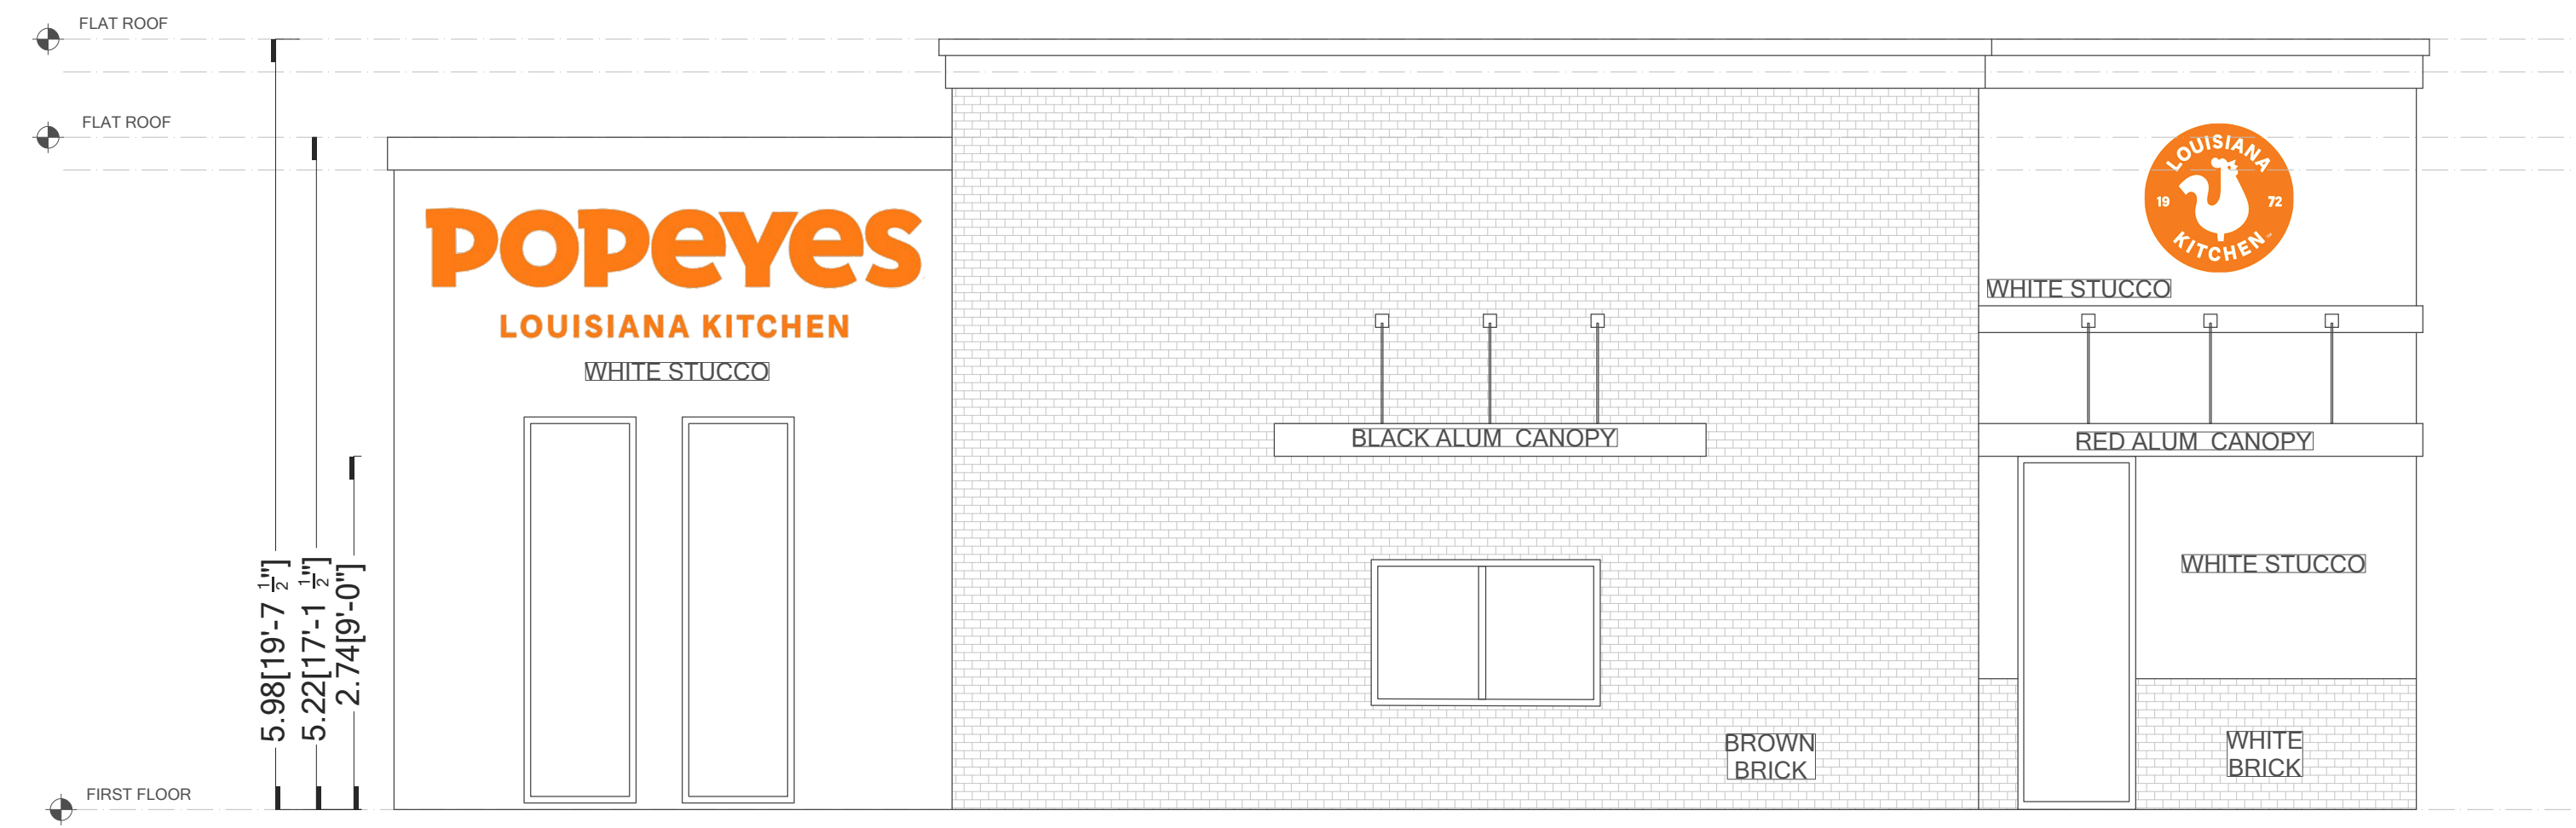 FLAT ROOF
FLAT ROOF
POPEYES
LOUISIANA KITCHEN
WHITE STUCCO
LOUISIANA
19 72
KITCHEN™
WHITE STUCCO
BLACK ALUM CANOPY
RED ALUM CANOPY
WHITE STUCCO
5.98[19'-7 1/2"]
5.22[17'-1 1/2"]
2.74[9'-0"]
BROWN
BRICK
WHITE
BRICK
FIRST FLOOR